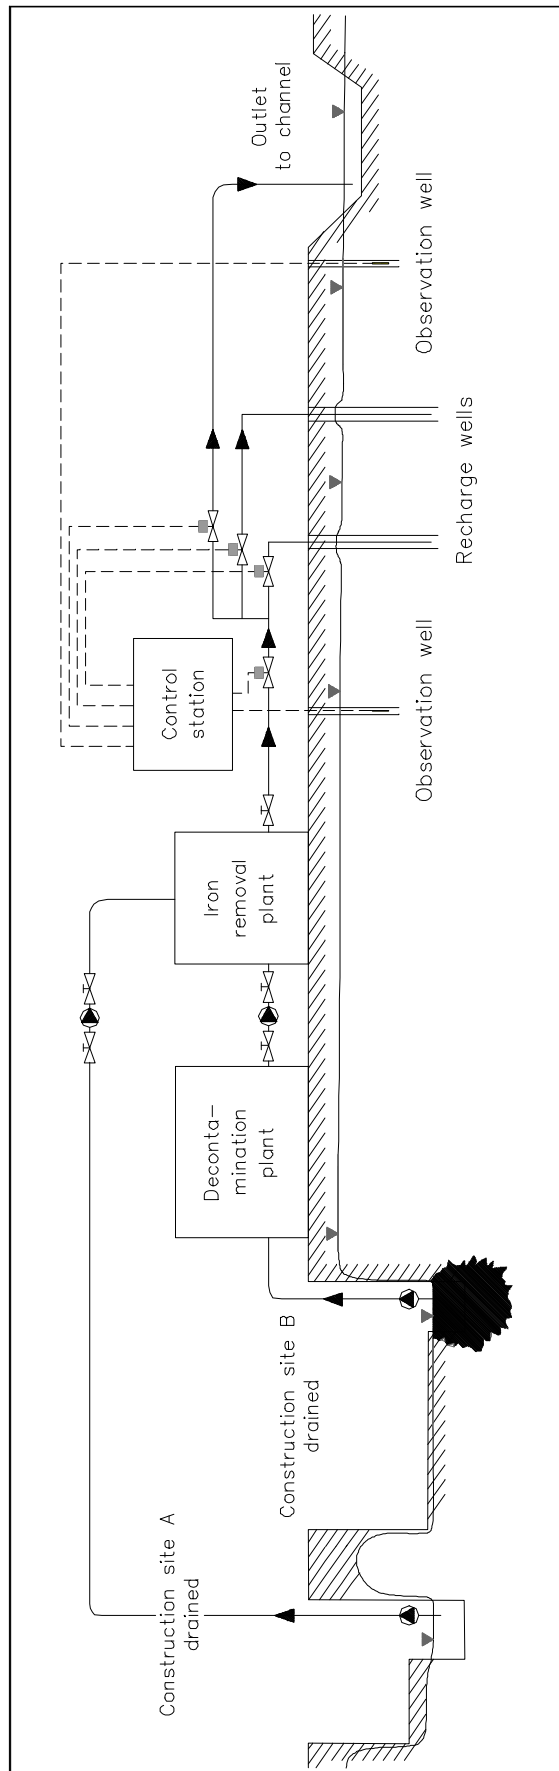 Construction site A
drained
Construction site B
drained
Deconta-
mination
plant
Iron
removal
plant
Control
station
Observation well
Recharge wells
Observation well
Outlet
to channel